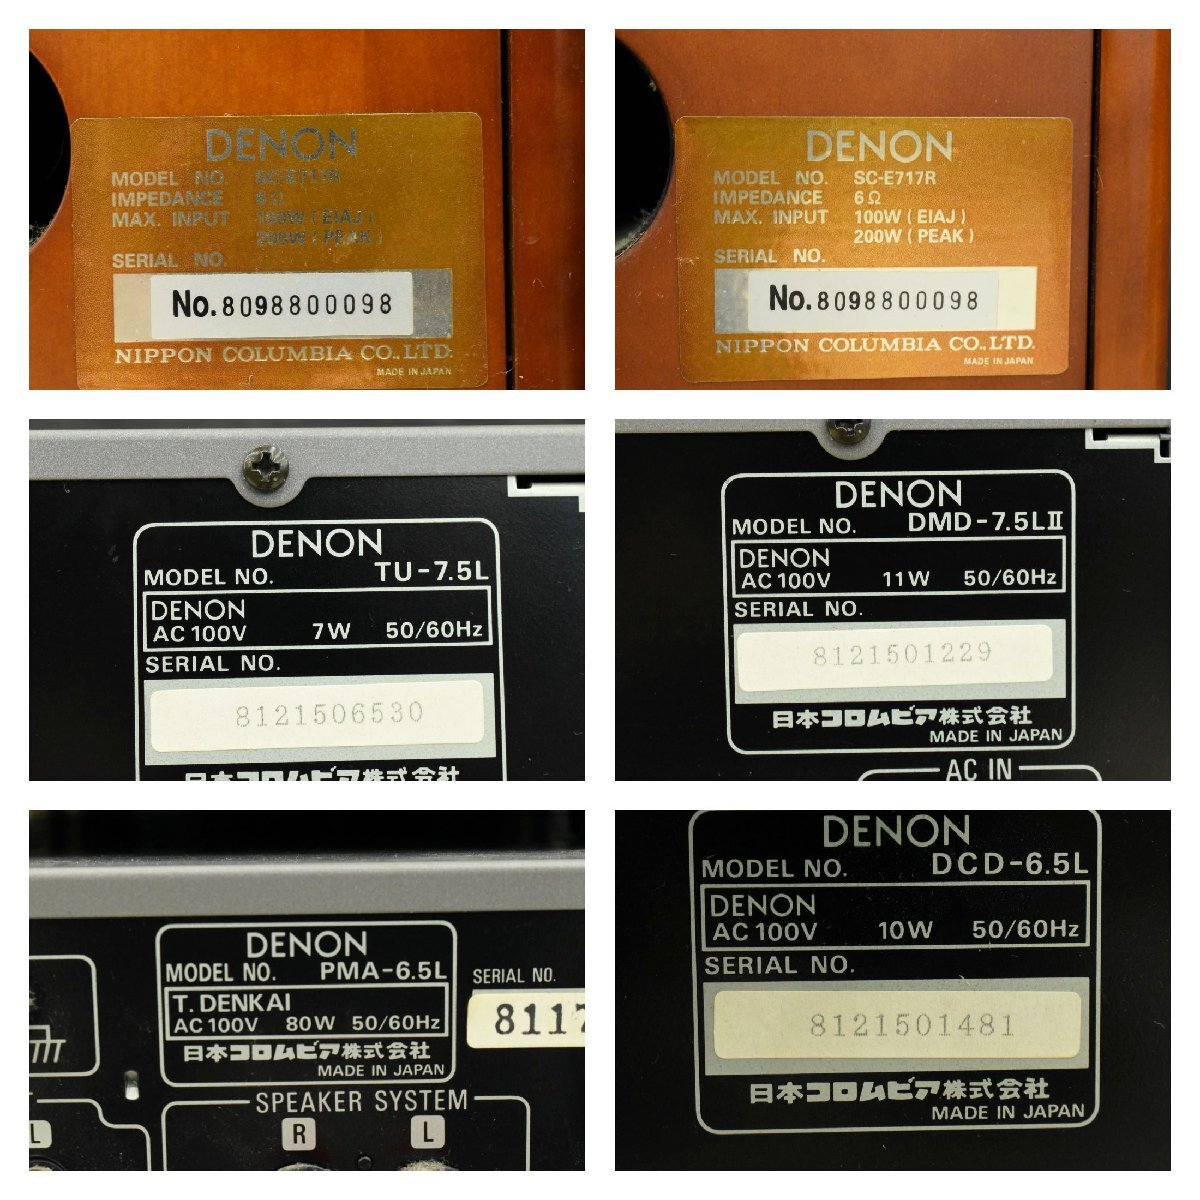 DENON
MODEL NO. SC-E717R
IMPEDANCE 6Ω
MAX. INPUT 100W (EIAJ)
200W (PEAK)
SERIAL NO.
No.8098800098
NIPPON COLUMBIA CO., LTD.
MADE IN JAPAN
DENON
MODEL NO. SC-E717R
IMPEDANCE 6Ω
MAX. INPUT 100W (EIAJ)
200W (PEAK)
SERIAL NO.
No.8098800098
NIPPON COLUMBIA CO., LTD.
MADE IN JAPAN
DENON
MODEL NO. TU-7.5L
DENON
AC 100V 7W 50/60Hz
SERIAL NO.
8121506530
日本コロムビア株式会社
DENON
MODEL NO. DMD-7.5LII
DENON
AC 100V 11W 50/60Hz
SERIAL NO.
8121501229
日本コロムビア株式会社
MADE IN JAPAN
AC IN
DENON
MODEL NO. PMA-6.5L
T. DENKAI
AC 100V 80W 50/60Hz
日本コロムビア株式会社
MADE IN JAPAN
SERIAL NO.
8117
SPEAKER SYSTEM
L
R L
DENON
MODEL NO. DCD-6.5L
DENON
AC 100V 10W 50/60Hz
SERIAL NO.
8121501481
日本コロムビア株式会社
MADE IN JAPAN